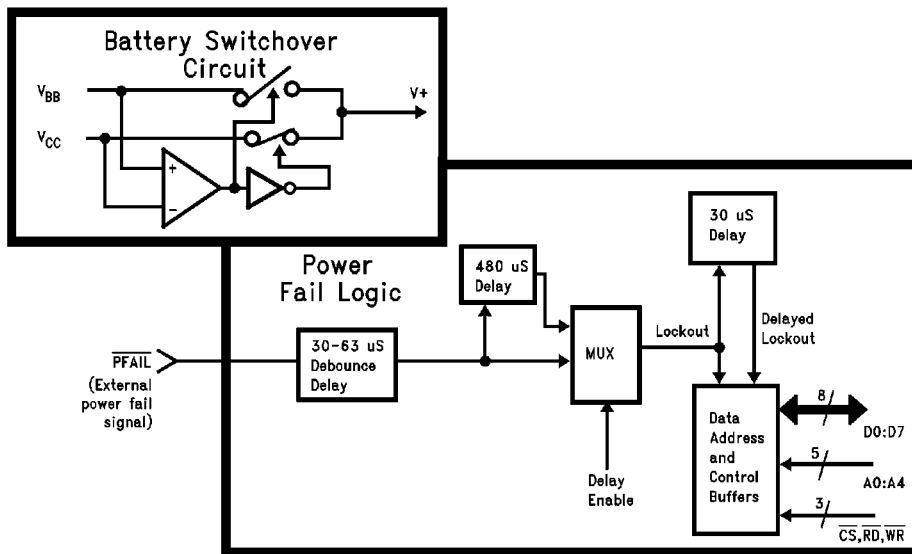 Battery Switchover
Circuit
VBB
VCC
V+
+
−
Power
Fail Logic
480 uS
Delay
30 uS
Delay
30-63 uS
Debounce
Delay
PFAIL
(External
power fail
signal)
MUX
Lockout
Delayed
Lockout
Delay
Enable
Data
Address
and
Control
Buffers
8
D0:D7
5
A0:A4
3
CS,RD,WR